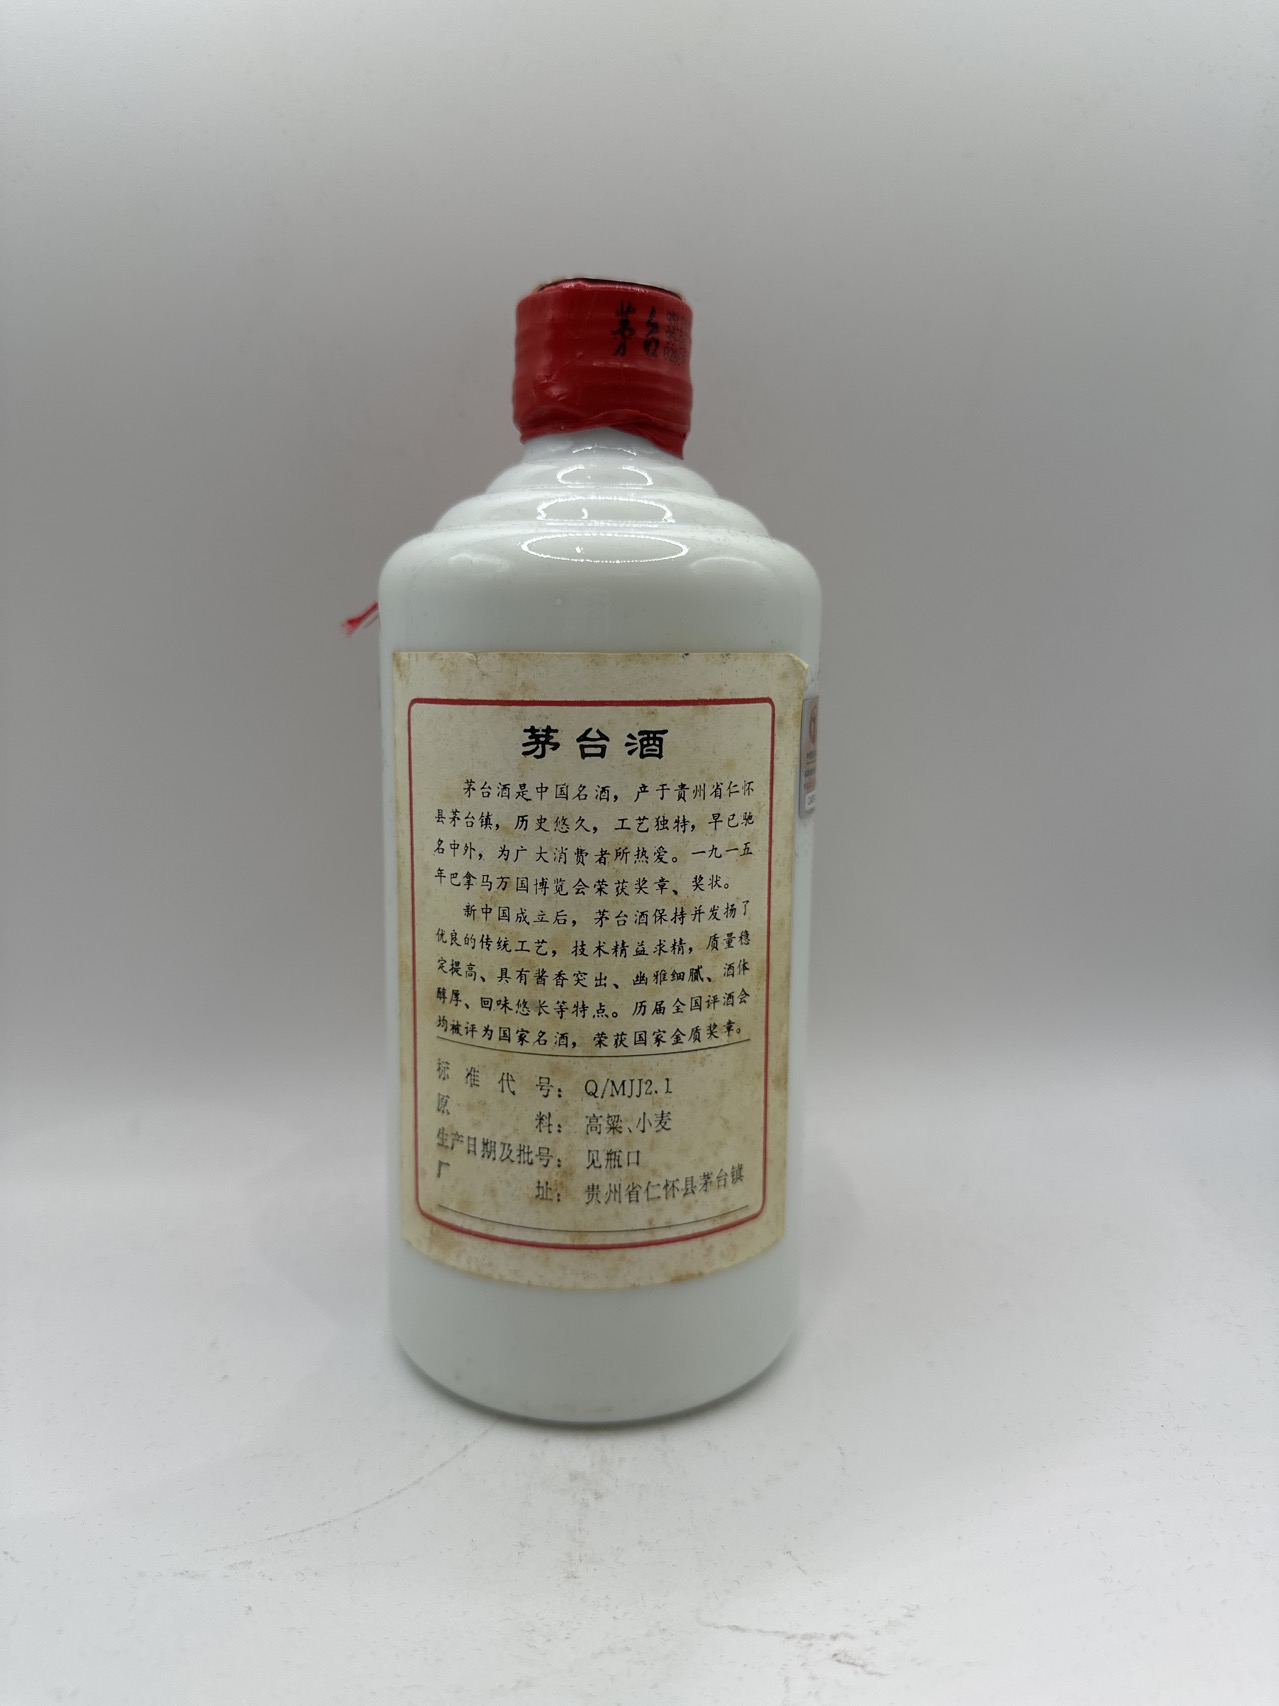 茅台
茅台酒
茅台酒是中国名酒，产于贵州省仁怀
县茅台镇，历史悠久，工艺独特，早已驰
名中外，为广大消费者所热爱。一九一五
年巴拿马万国博览会荣获奖章、奖状。
新中国成立后，茅台酒保持并发扬了
优良的传统工艺，技术精益求精，质量稳
定提高、具有酱香突出、幽雅细腻、酒体
醇厚、回味悠长等特点。历届全国评酒会
均被评为国家名酒，荣获国家金质奖章。
标准代号：Q/MJJ2.1
原料：高粱、小麦
生产日期及批号：见瓶口
厂址：贵州省仁怀县茅台镇